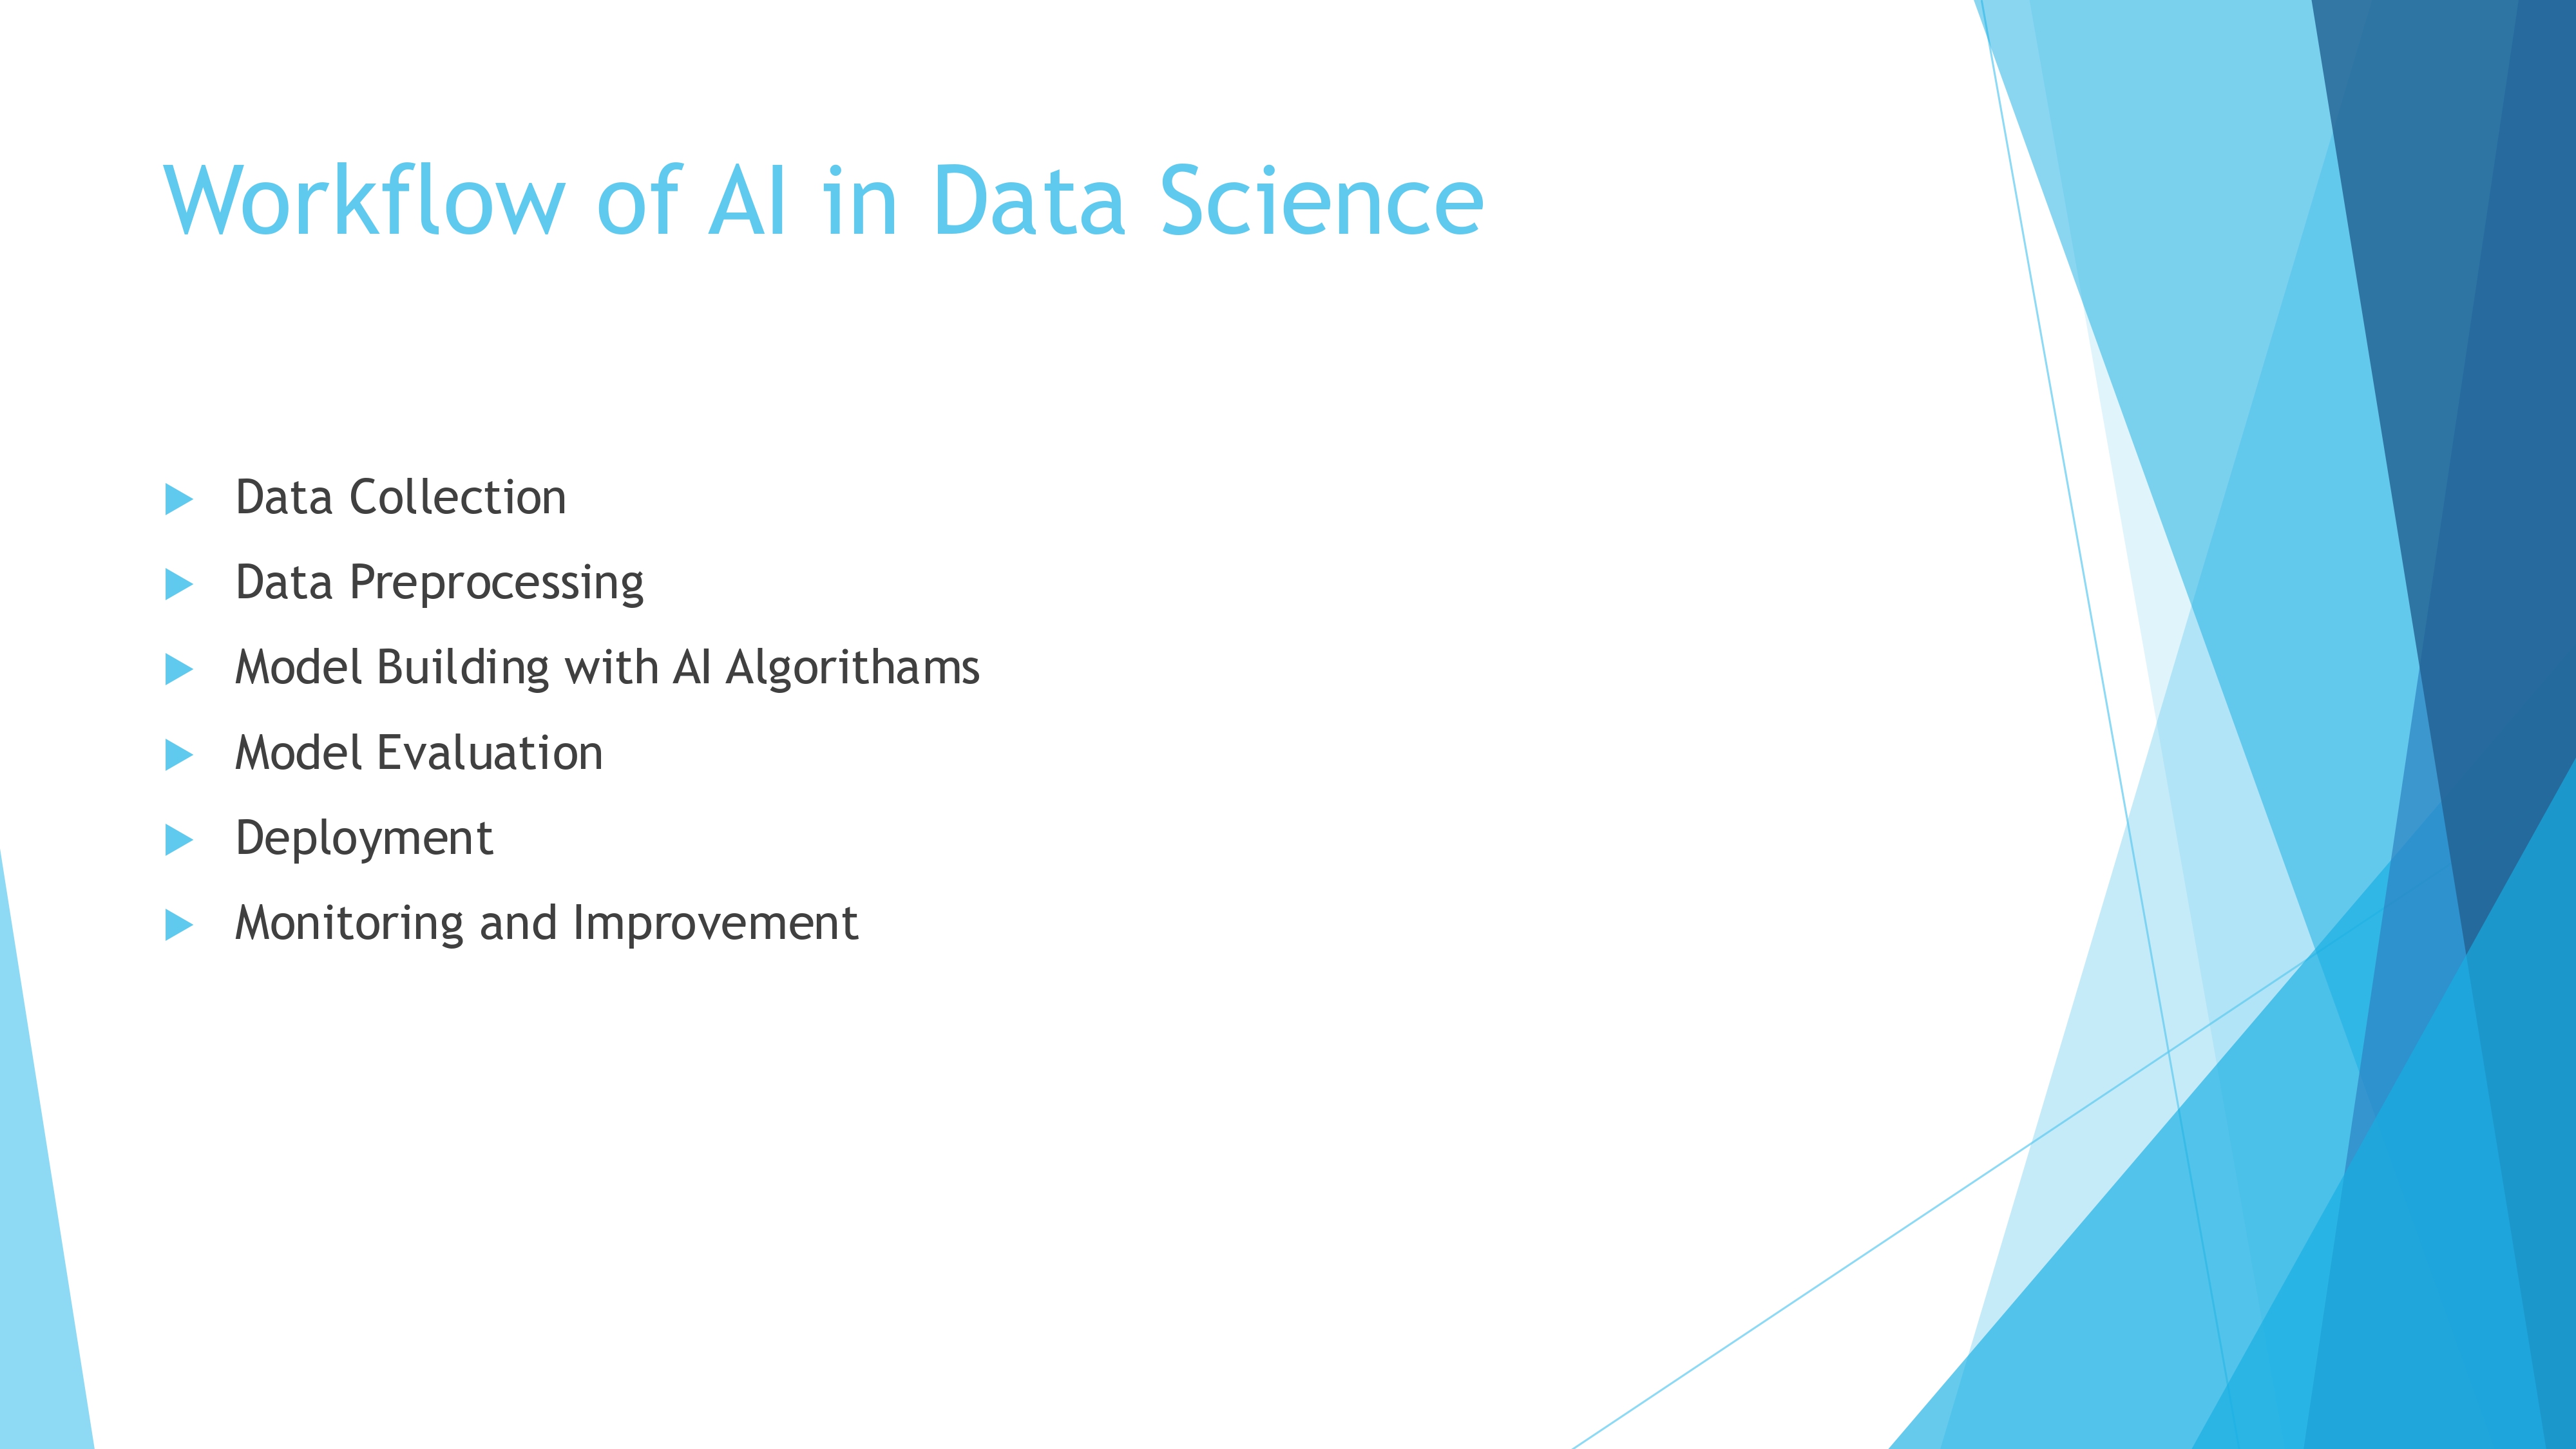 Workflow of AI in Data Science
Data Collection
Data Preprocessing
Model Building with AI Algorithams
Model Evaluation
Deployment
Monitoring and Improvement